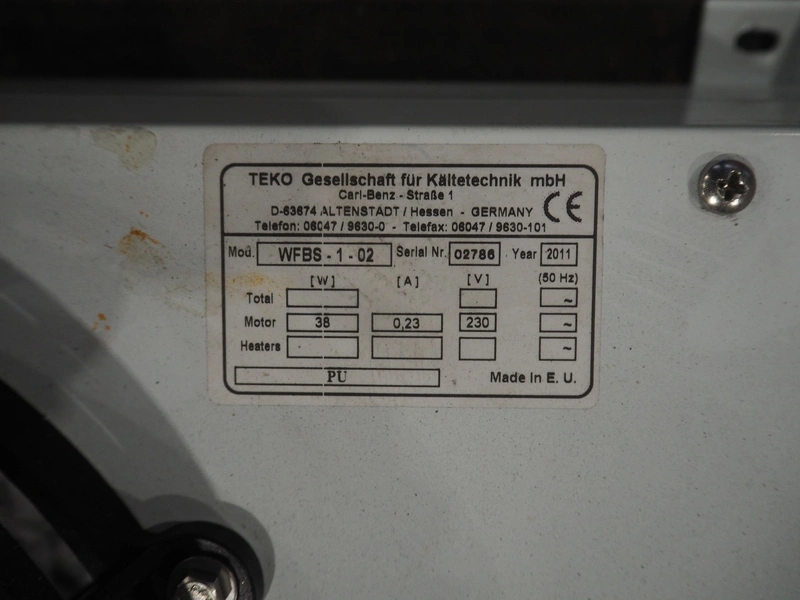 TEKO Gesellschaft für Kältetechnik mbH
Carl-Benz - Straße 1
D-63674 ALTENSTADT / Hessen - GERMANY
CE
Telefon: 06047 / 9630-0 - Telefax: 06047 / 9630-101
Mod. WFBS - 1 - 02 Serial Nr. 02786 Year 2011
[W] [A] [V] (50 Hz)
Total ~
Motor 38 0,23 230 ~
Heaters ~
PU Made in E. U.